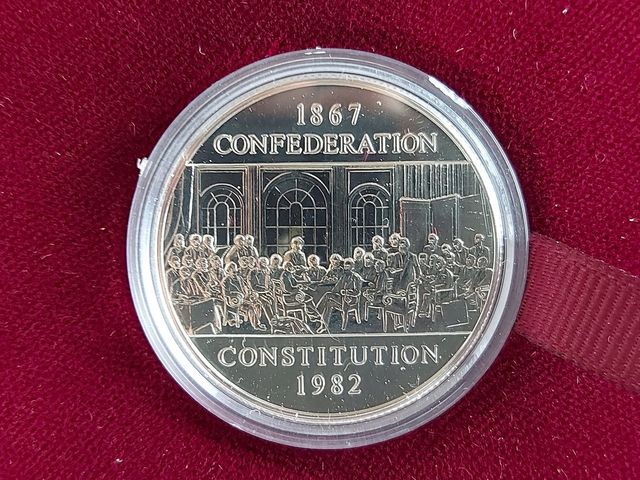 1867
CONFEDERATION
CONSTITUTION
1982